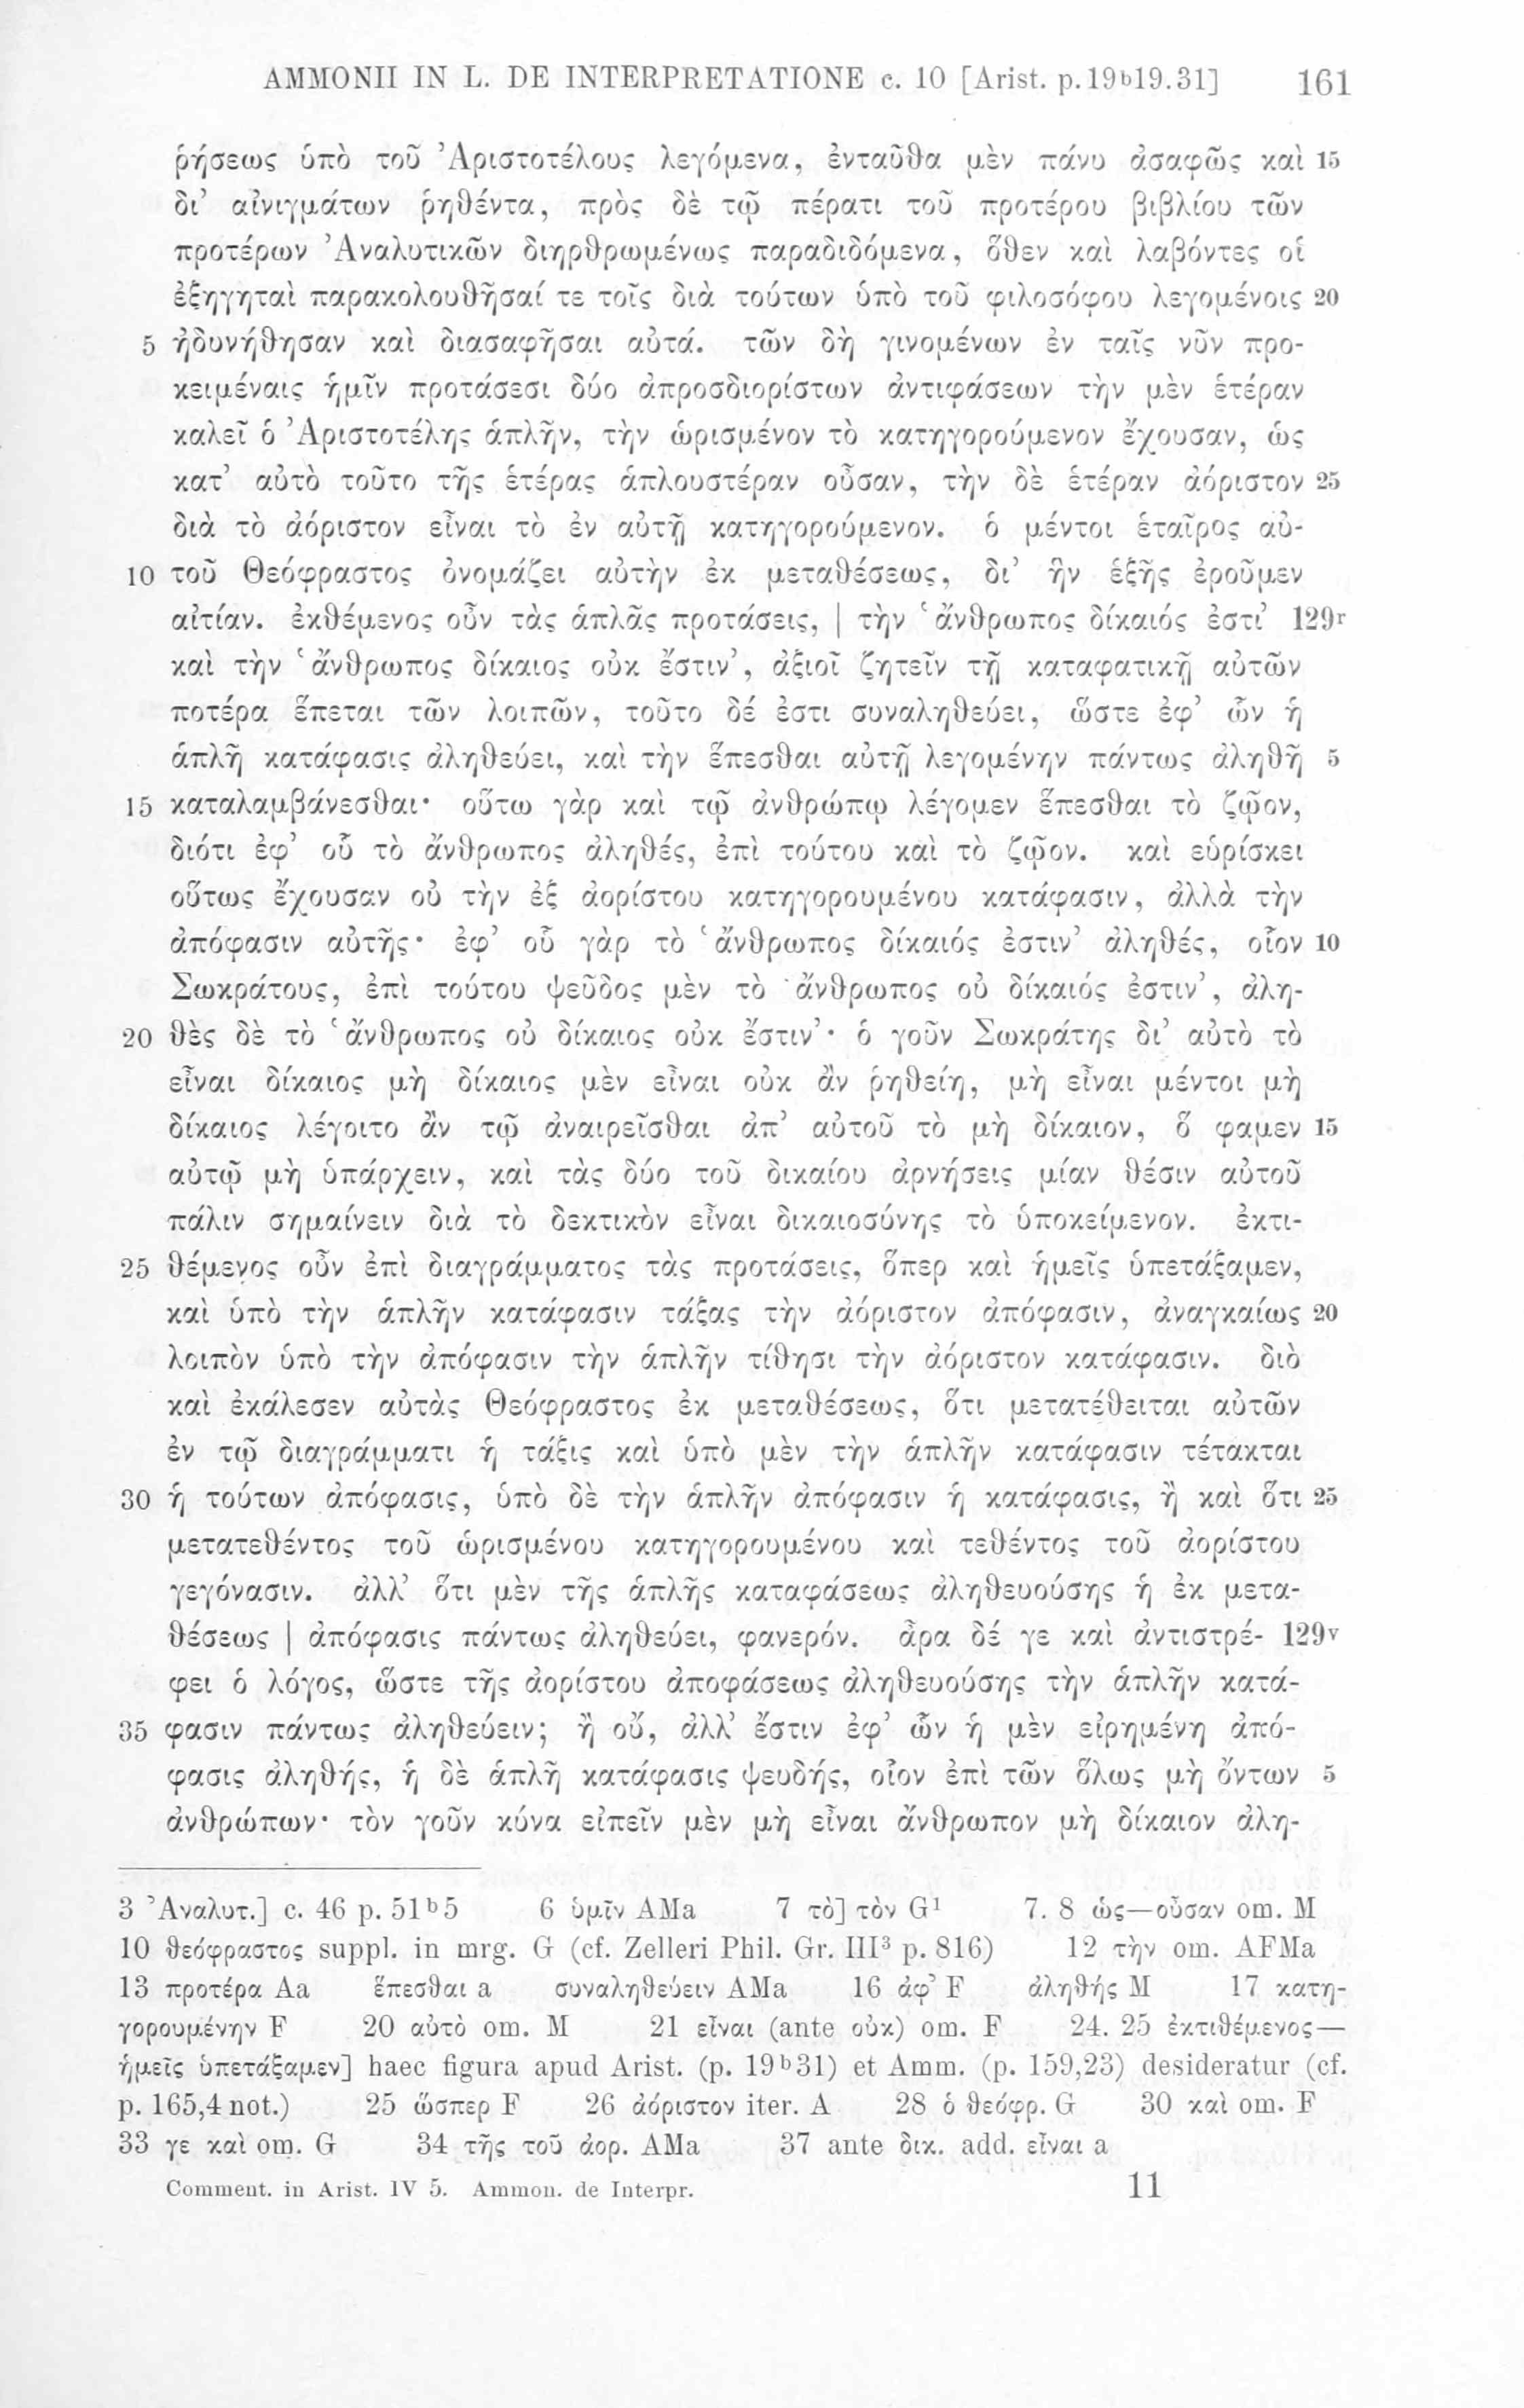 AMMONII IN L. DE INTERPRETATIONE c. 10 [Arist. p. 19b19.31] 161
ῥήσεως ὑπὸ τοῦ Ἀριστοτέλους λεγόμενα, ἐνταῦθα μὲν πάνυ ἀσαφῶς καὶ 15
δι’ αἰνιγμάτων ῥηθέντα, πρὸς δὲ τῷ πέρατι τοῦ προτέρου βιβλίου τῶν
προτέρων Ἀναλυτικῶν διηρθρωμένως παραδιδόμενα, ὅθεν καὶ λαβόντες οἱ
ἐξηγηταὶ παρακολουθῆσαί τε τοῖς διὰ τούτων ὑπὸ τοῦ φιλοσόφου λεγομένοις 20
5 ἠδυνήθησαν καὶ διασαφῆσαι αὐτά. τῶν δὴ γινομένων ἐν ταῖς νῦν προ-
κειμέναις ἡμῖν προτάσεσι δύο ἀπροσδιορίστων ἀντιφάσεων τὴν μὲν ἑτέραν
καλεῖ ὁ Ἀριστοτέλης ἁπλῆν, τὴν ὡρισμένον τὸ κατηγορούμενον ἔχουσαν, ὡς
κατ’ αὐτὸ τοῦτο τῆς ἑτέρας ἁπλουστέραν οὖσαν, τὴν δὲ ἑτέραν ἀόριστον 25
διὰ τὸ ἀόριστον εἶναι τὸ ἐν αὐτῇ κατηγορούμενον. ὁ μέντοι ἑταῖρος αὐ-
10 τοῦ Θεόφραστος ὀνομάζει αὐτὴν ἐκ μεταθέσεως, δι’ ἣν ἑξῆς ἐροῦμεν
αἰτίαν. ἐκθέμενος οὖν τὰς ἁπλᾶς προτάσεις, | τὴν ‘ἄνθρωπος δίκαιός ἐστι’ 129r
καὶ τὴν ‘ἄνθρωπος δίκαιος οὐκ ἔστιν’, ἀξιοῖ ζητεῖν τῇ καταφατικῇ αὐτῶν
ποτέρα ἕπεται τῶν λοιπῶν, τοῦτο δέ ἐστι συναληθεύει, ὥστε ἐφ’ ὧν ἡ
ἁπλῆ κατάφασις ἀληθεύει, καὶ τὴν ἕπεσθαι αὐτῇ λεγομένην πάντως ἀληθῆ 5
15 καταλαμβάνεσθαι· οὕτω γὰρ καὶ τῷ ἀνθρώπῳ λέγομεν ἕπεσθαι τὸ ζῷον,
διότι ἐφ’ οὗ τὸ ἄνθρωπος ἀληθές, ἐπὶ τούτου καὶ τὸ ζῷον. καὶ εὑρίσκει
οὕτως ἔχουσαν οὐ τὴν ἐξ ἀορίστου κατηγορουμένου κατάφασιν, ἀλλὰ τὴν
ἀπόφασιν αὐτῆς· ἐφ’ οὗ γὰρ τὸ ‘ἄνθρωπος δίκαιός ἐστιν’ ἀληθές, οἷον 10
Σωκράτους, ἐπὶ τούτου ψεῦδος μὲν τὸ ‘ἄνθρωπος οὐ δίκαιός ἐστιν’, ἀλη-
20 θὲς δὲ τὸ ‘ἄνθρωπος οὐ δίκαιος οὐκ ἔστιν’· ὁ γοῦν Σωκράτης δι’ αὐτὸ τὸ
εἶναι δίκαιος μὴ δίκαιος μὲν εἶναι οὐκ ἂν ῥηθείη, μὴ εἶναι μέντοι μὴ
δίκαιος λέγοιτο ἂν τῷ ἀναιρεῖσθαι ἀπ’ αὐτοῦ τὸ μὴ δίκαιον, ὅ φαμεν 15
αὐτῷ μὴ ὑπάρχειν, καὶ τὰς δύο τοῦ δικαίου ἀρνήσεις μίαν θέσιν αὐτοῦ
πάλιν σημαίνειν διὰ τὸ δεκτικὸν εἶναι δικαιοσύνης τὸ ὑποκείμενον. ἐκτι-
25 θέμενος οὖν ἐπὶ διαγράμματος τὰς προτάσεις, ὅπερ καὶ ἡμεῖς ὑπετάξαμεν,
καὶ ὑπὸ τὴν ἁπλῆν κατάφασιν τάξας τὴν ἀόριστον ἀπόφασιν, ἀναγκαίως 20
λοιπὸν ὑπὸ τὴν ἀπόφασιν τὴν ἁπλῆν τίθησι τὴν ἀόριστον κατάφασιν. διὸ
καὶ ἐκάλεσεν αὐτὰς Θεόφραστος ἐκ μεταθέσεως, ὅτι μετατέθειται αὐτῶν
ἐν τῷ διαγράμματι ἡ τάξις καὶ ὑπὸ μὲν τὴν ἁπλῆν κατάφασιν τέτακται
30 ἡ τούτων ἀπόφασις, ὑπὸ δὲ τὴν ἁπλῆν ἀπόφασιν ἡ κατάφασις, ἢ καὶ ὅτι 25
μετατεθέντος τοῦ ὡρισμένου κατηγορουμένου καὶ τεθέντος τοῦ ἀορίστου
γεγόνασιν. ἀλλ’ ὅτι μὲν τῆς ἁπλῆς καταφάσεως ἀληθευούσης ἡ ἐκ μετα-
θέσεως | ἀπόφασις πάντως ἀληθεύει, φανερόν. ἆρα δέ γε καὶ ἀντιστρέ- 129v
φει ὁ λόγος, ὥστε τῆς ἀορίστου ἀποφάσεως ἀληθευούσης τὴν ἁπλῆν κατά-
35 φασιν πάντως ἀληθεύειν; ἢ οὔ, ἀλλ’ ἔστιν ἐφ’ ὧν ἡ μὲν εἰρημένη ἀπό-
φασις ἀληθής, ἡ δὲ ἁπλῆ κατάφασις ψευδής, οἷον ἐπὶ τῶν ὅλως μὴ ὄντων 5
ἀνθρώπων· τὸν γοῦν κύνα εἰπεῖν μὲν μὴ εἶναι ἄνθρωπον μὴ δίκαιον ἀλη-
3 Ἀναλυτ.] c. 46 p. 51b5 6 ὑμῖν AMa 7 τὸ] τὸν G1 7. 8 ὡς—οὖσαν om. M
10 θεόφραστος suppl. in mrg. G (cf. Zelleri Phil. Gr. III3 p. 816) 12 τὴν om. AFMa
13 προτέρα Aa ἕπεσθαι a συναληθεύειν AMa 16 ἀφ’ F ἀληθής M 17 κατη-
γορουμένην F 20 αὐτὸ om. M 21 εἶναι (ante οὐκ) om. F 24. 25 ἐκτιθέμενος—
ἡμεῖς ὑπετάξαμεν] haec figura apud Arist. (p. 19b31) et Amm. (p. 159,23) desideratur (cf.
p. 165,4 not.) 25 ὥσπερ F 26 ἀόριστον iter. A 28 ὁ θεόφρ. G 30 καὶ om. F
33 γε καὶ om. G 34 τῆς τοῦ ἀορ. AMa 37 ante δικ. add. εἶναι a
Comment. in Arist. IV 5. Ammon. de Interpr. 11